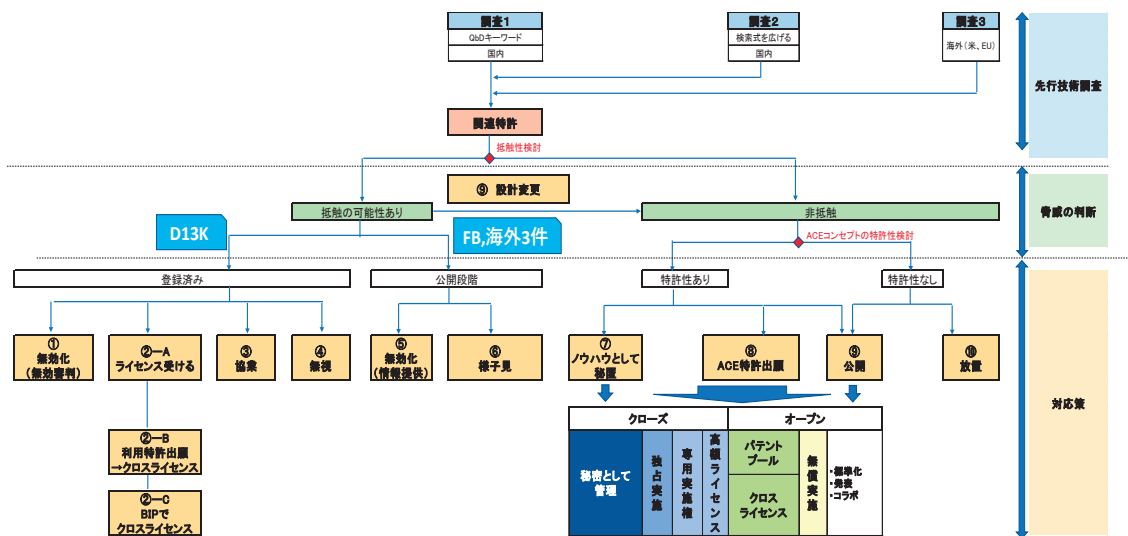 調査1
QbDキーワード
国内
調査2
検索式を広げる
国内
調査3
海外(米、EU)
先行技術調査
関連特許
抵触性検討
⑨ 設計変更
抵触の可能性あり
非抵触
脅威の判断
D13K
FB,海外3件
ACEコンセプトの特許性検討
登録済み
公開段階
特許性あり
特許性なし
①
無効化
(無効審判)
②—A
ライセンス受ける
③
協業
④
無視
⑤
無効化
(情報提供)
⑥
様子見
⑦
ノウハウとして
秘匿
⑧
ACE特許出願
⑨
公開
⑩
放置
対応策
②—B
利用特許出願
→クロスライセンス
②—C
BIPで
クロスライセンス
クローズ
オープン
秘密として
管理
独占実施
専用実施権
高額ライセンス
パテント
プール
クロス
ライセンス
無償実施
・標準化
・発表
・コラボ